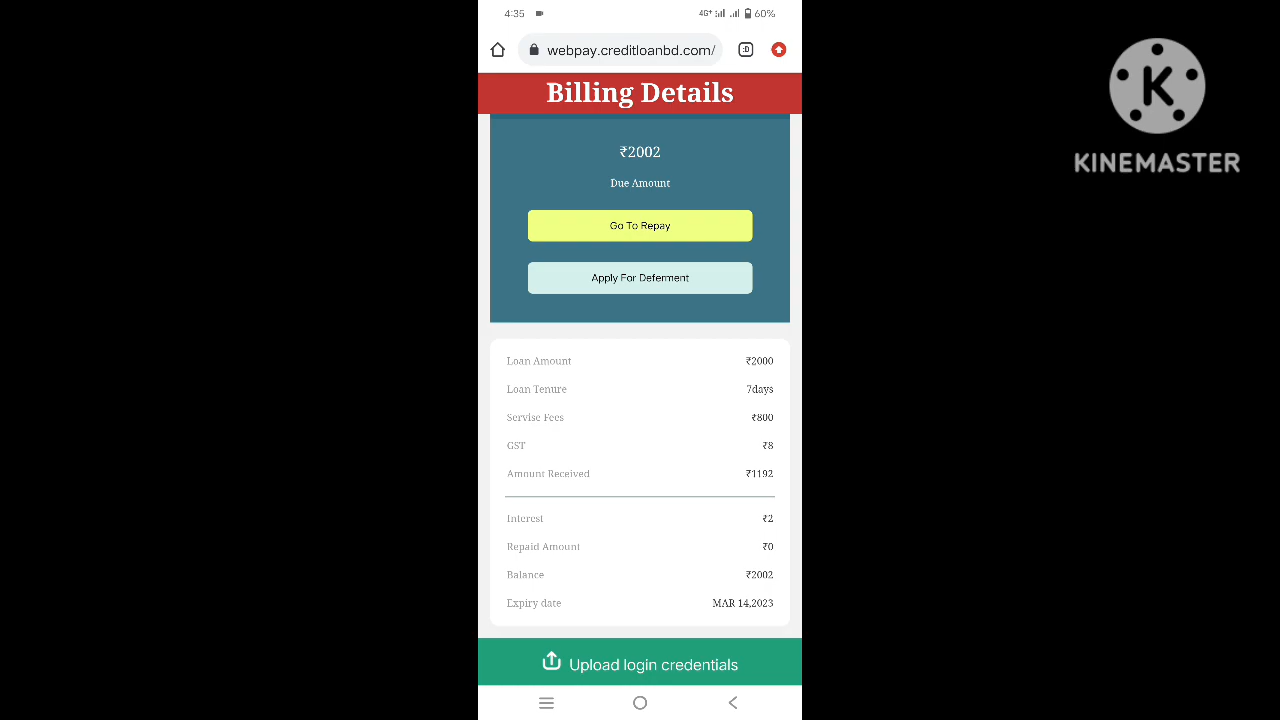 4:35 4G+ 60%
webpay.creditloanbd.com/ :D
Billing Details
₹2002
Due Amount
Go To Repay
Apply For Deferment
Loan Amount ₹2000
Loan Tenure 7days
Servise Fees ₹800
GST ₹8
Amount Received ₹1192
Interest ₹2
Repaid Amount ₹0
Balance ₹2002
Expiry date MAR 14,2023
Upload login credentials
K
KINEMASTER